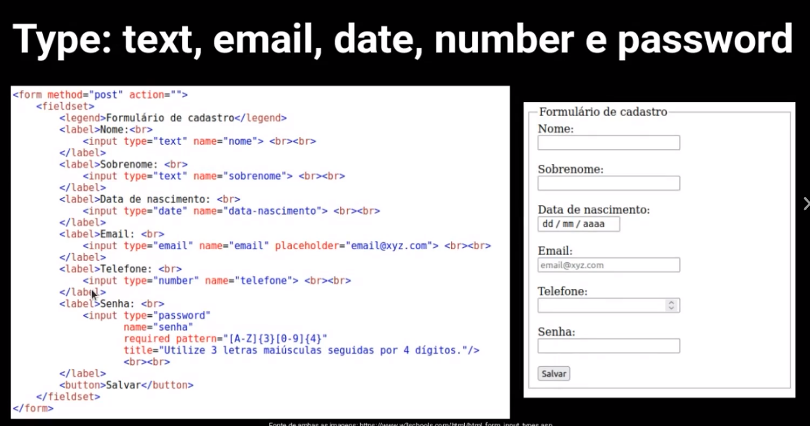 Type: text, email, date, number e password
<form method="post" action="">
<fieldset>
<legend>Formulário de cadastro</legend>
<label>Nome:<br>
<input type="text" name="nome"> <br><br>
</label>
<label>Sobrenome: <br>
<input type="text" name="sobrenome"> <br><br>
</label>
<label>Data de nascimento: <br>
<input type="date" name="data-nascimento"> <br><br>
</label>
<label>Email: <br>
<input type="email" name="email" placeholder="email@xyz.com"> <br><br>
</label>
<label>Telefone: <br>
<input type="number" name="telefone"> <br><br>
</label>
<label>Senha: <br>
<input type="password"
name="senha"
required pattern="[A-Z]{3}[0-9]{4}"
title="Utilize 3 letras maiúsculas seguidas por 4 dígitos."/>
<br><br>
</label>
<button>Salvar</button>
</fieldset>
</form>
Formulário de cadastro
Nome:
Sobrenome:
Data de nascimento:
dd / mm / aaaa
Email:
email@xyz.com
Telefone:
Senha:
Salvar
Fonte de ambas as imagens: https://www.w3schools.com/html/html_form_input_types.asp